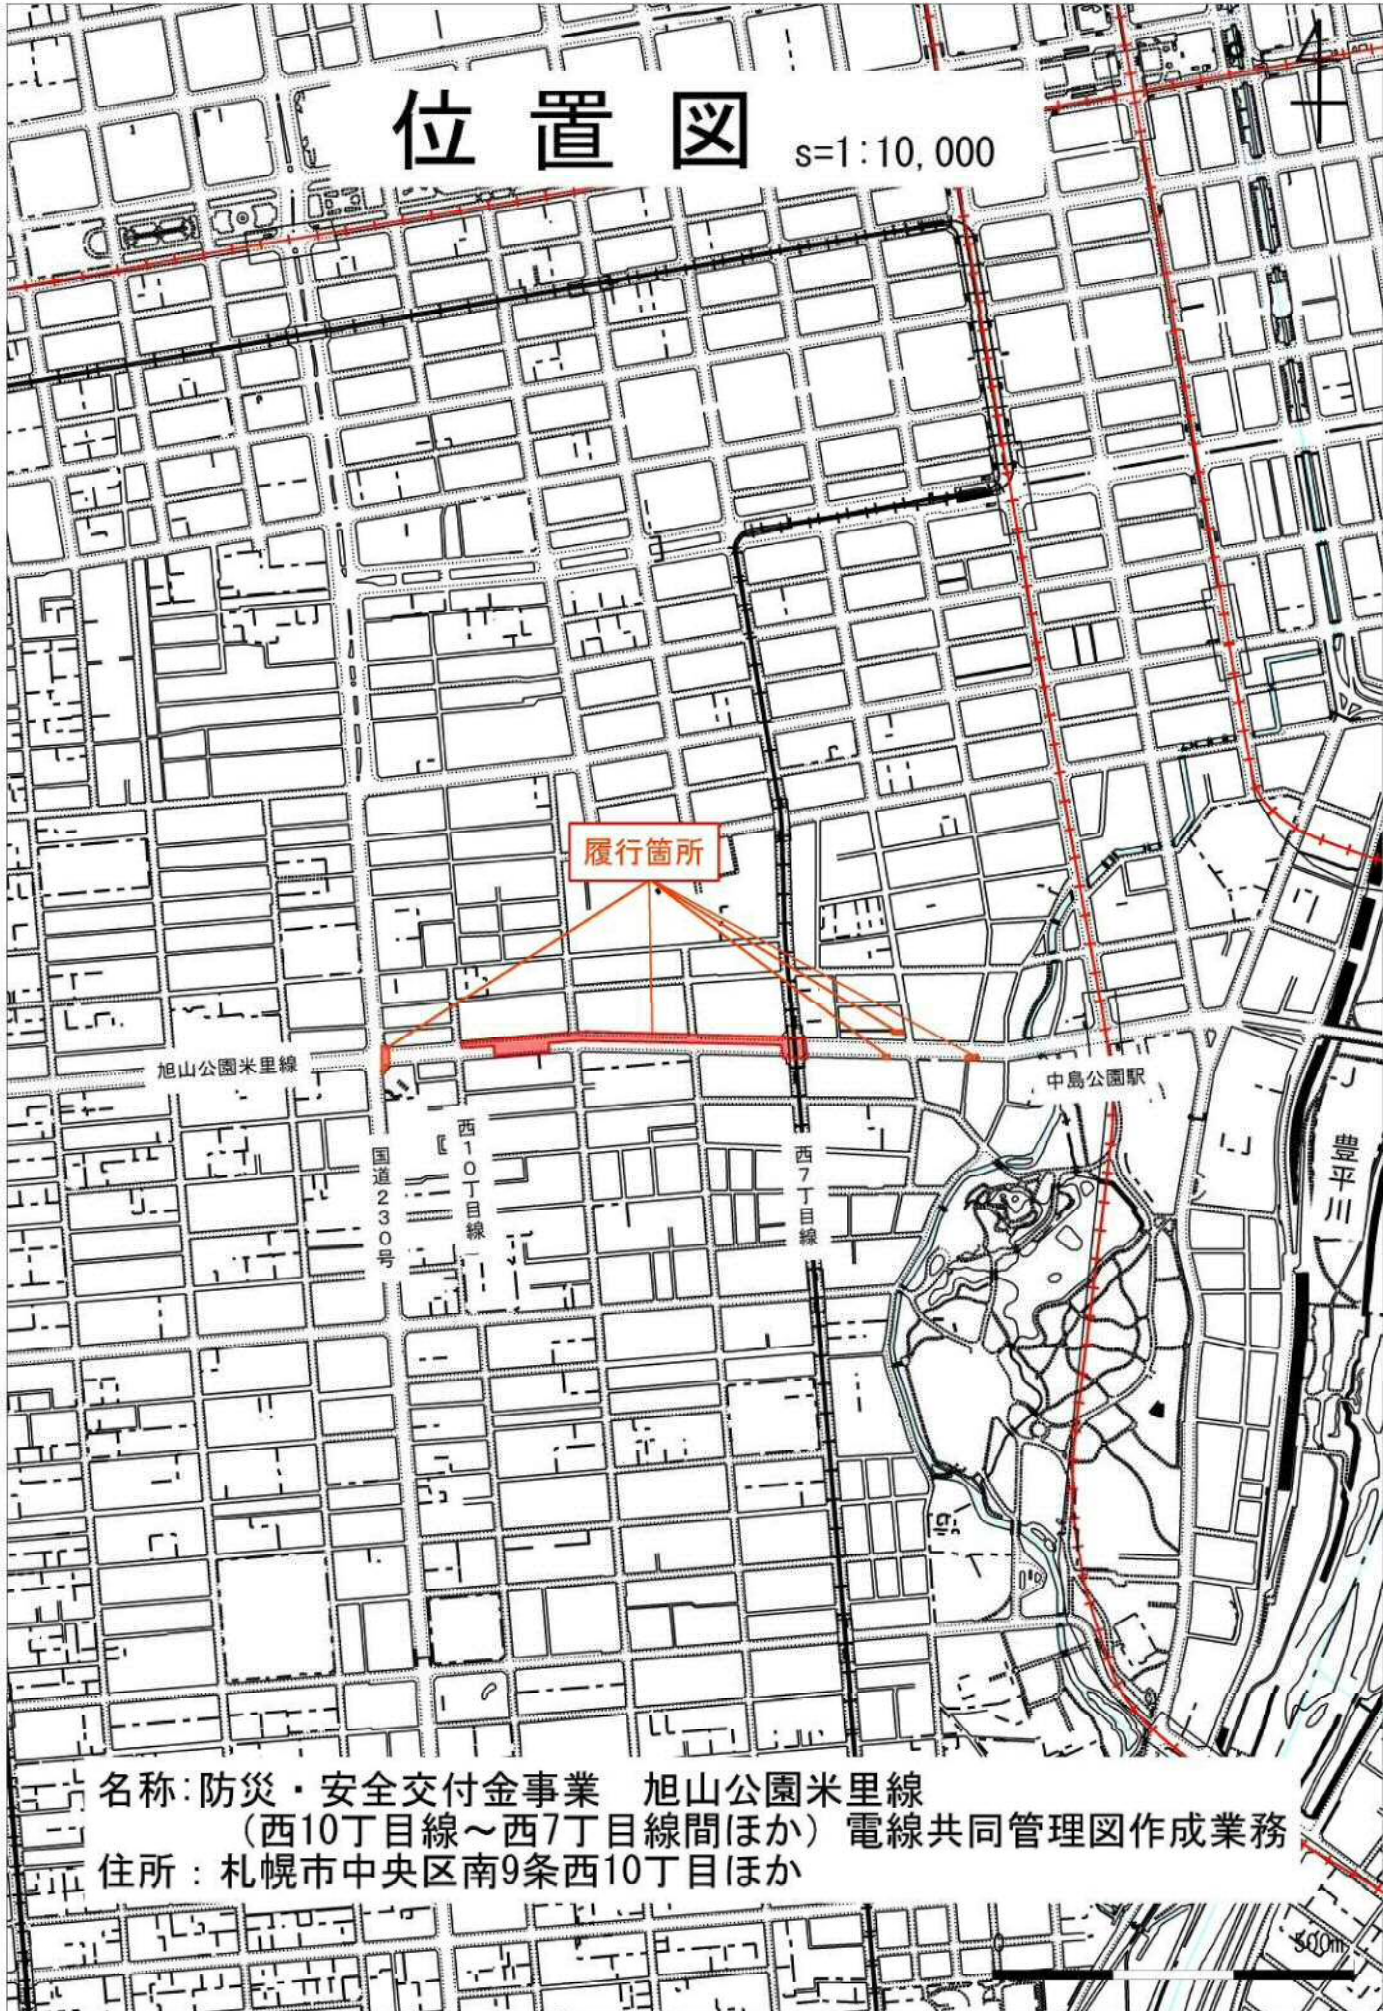 位置図 s=1:10,000
履行箇所
旭山公園米里線
中島公園駅
国道230号
西10丁目線
西7丁目線
豊平川
名称:防災・安全交付金事業　旭山公園米里線
（西10丁目線～西7丁目線間ほか）電線共同管理図作成業務
住所：札幌市中央区南9条西10丁目ほか
0 500m